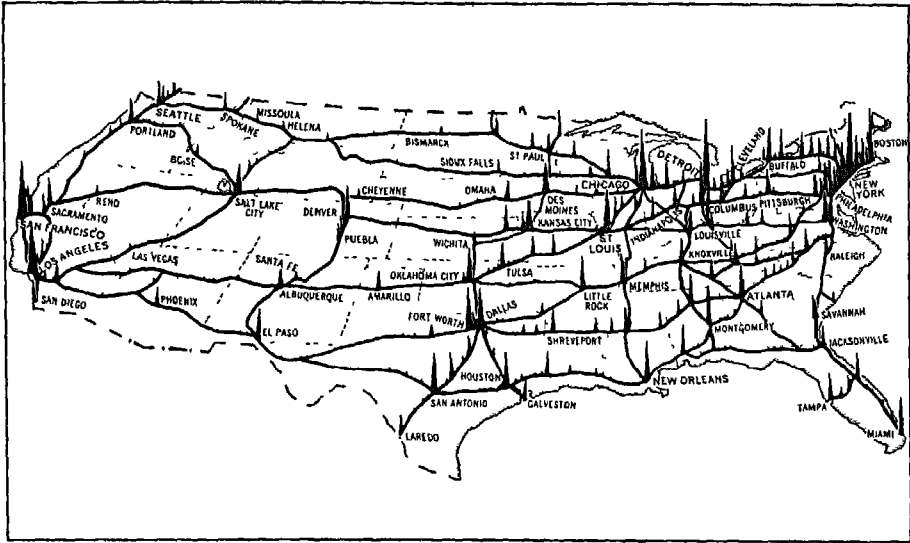 SEATTLE
SPOKANE
MISSOULA
HELENA
PORTLAND
BOISE
BISMARCK
SIOUX FALLS
ST PAUL
DETROIT
CLEVELAND
BUFFALO
BOSTON
RENO
SACRAMENTO
SALT LAKE
CITY
CHEYENNE
OMAHA
CHICAGO
DES
MOINES
NEW
YORK
COLUMBUS
PITTSBURGH
PHILADELPHIA
SAN FRANCISCO
DENVER
KANSAS CITY
INDIANAPOLIS
WASHINGTON
LOS ANGELES
PUEBLA
WICHITA
ST
LOUIS
LOUISVILLE
LAS VEGAS
SANTA FE
OKLAHOMA CITY
TULSA
KNOXVILLE
RALEIGH
SAN DIEGO
PHOENIX
ALBUQUERQUE
AMARILLO
LITTLE
ROCK
MEMPHIS
ATLANTA
EL PASO
FORT WORTH
DALLAS
SHREVEPORT
MONTGOMERY
SAVANNAH
JACKSONVILLE
HOUSTON
NEW ORLEANS
SAN ANTONIO
GALVESTON
TAMPA
LAREDO
MIAMI